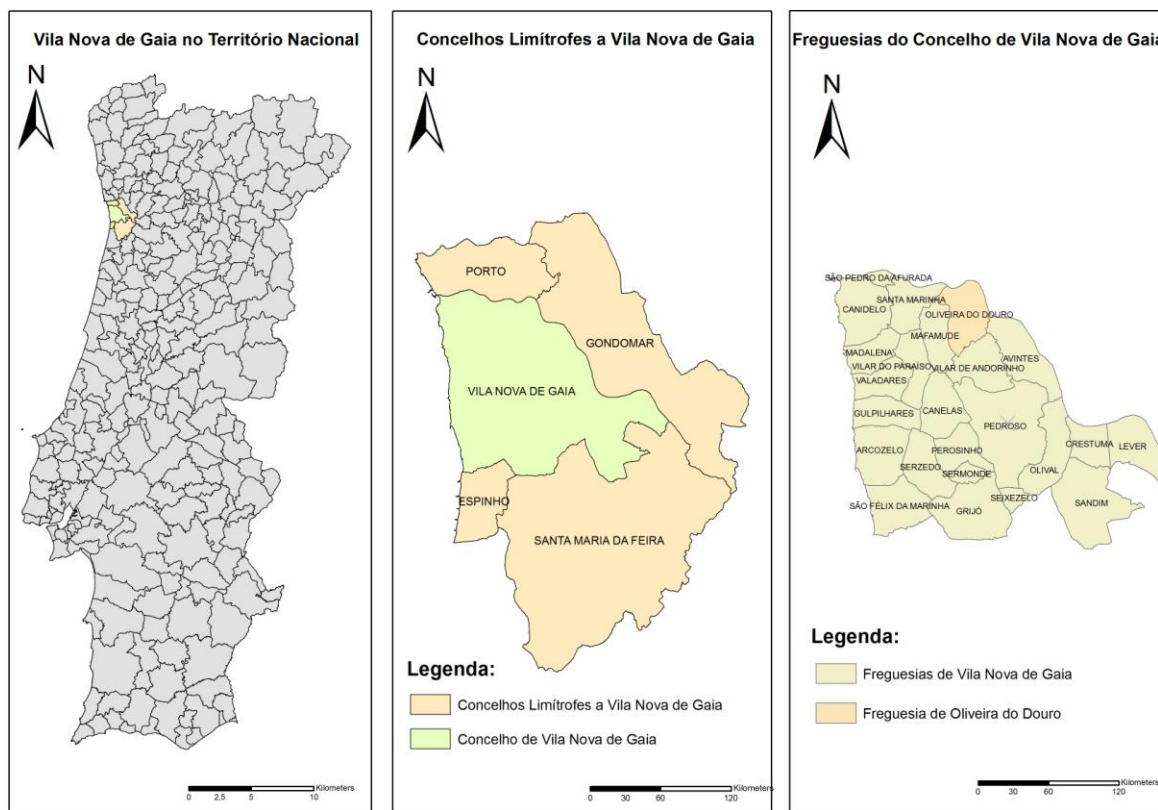 Vila Nova de Gaia no Território Nacional
N
Kilometers
0 2,5 5 10
Concelhos Limítrofes a Vila Nova de Gaia
N
PORTO
GONDOMAR
VILA NOVA DE GAIA
ESPINHO
SANTA MARIA DA FEIRA
Legenda:
Concelhos Limítrofes a Vila Nova de Gaia
Concelho de Vila Nova de Gaia
Kilometers
0 30 60 120
Freguesias do Concelho de Vila Nova de Gaia
N
SÃO PEDRO DA AFURADA
SANTA MARINHA
CANIDELO
OLIVEIRA DO DOURO
MAFAMUDE
MADALENA
AVINTES
VILAR DO PARAÍSO
VILAR DE ANDORINHO
VALADARES
GULPILHARES
CANELAS
PEDROSO
CRESTUMA
LEVER
ARCOZELO
PEROSINHO
SERZEDO
SERMONDE
OLIVAL
SEIXEZELO
SANDIM
SÃO FÉLIX DA MARINHA
GRIJÓ
Legenda:
Freguesias de Vila Nova de Gaia
Freguesia de Oliveira do Douro
Kilometers
0 30 60 120